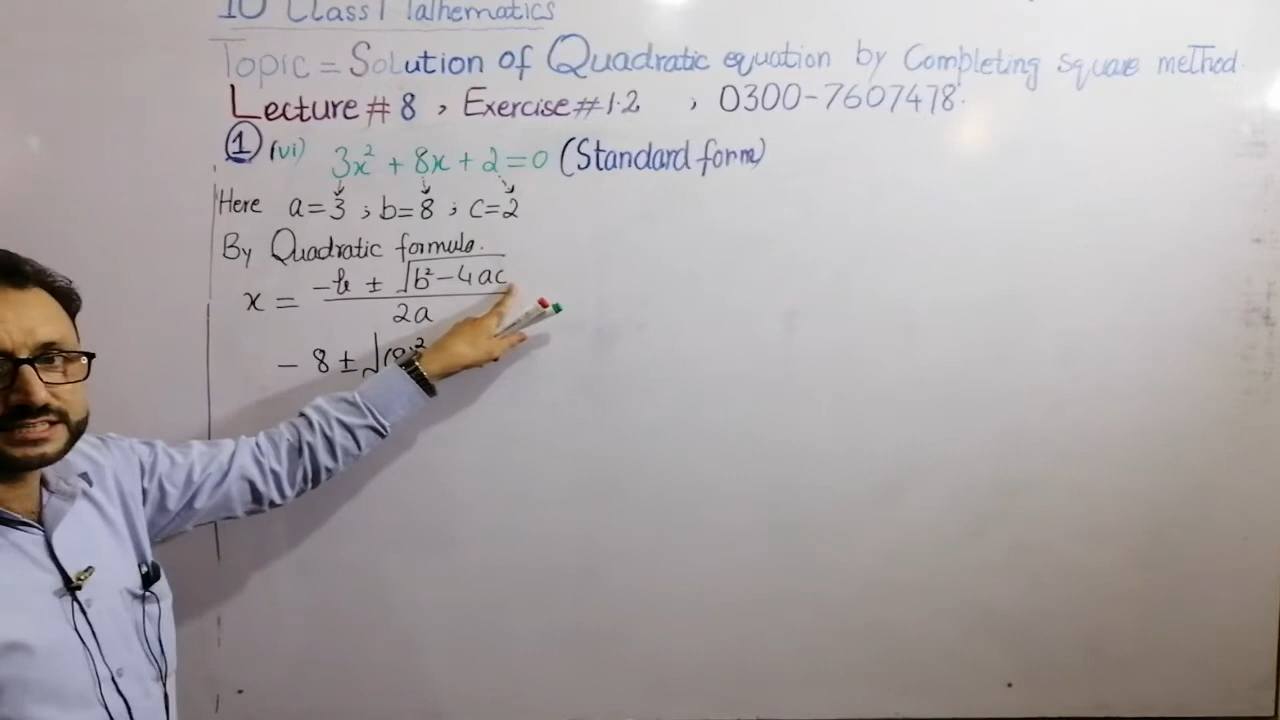 10 Class Mathematics
Topic = Solution of Quadratic equation by Completing Square method.
Lecture # 8 , Exercise # 1.2 , 0300-7607478.
1 (vi) 3x² + 8x + 2 = 0 (Standard form)
Here a=3 ; b=8 ; c=2
By Quadratic formula.
x = -b ± √b²-4ac / 2a
- 8 ± √(8)²